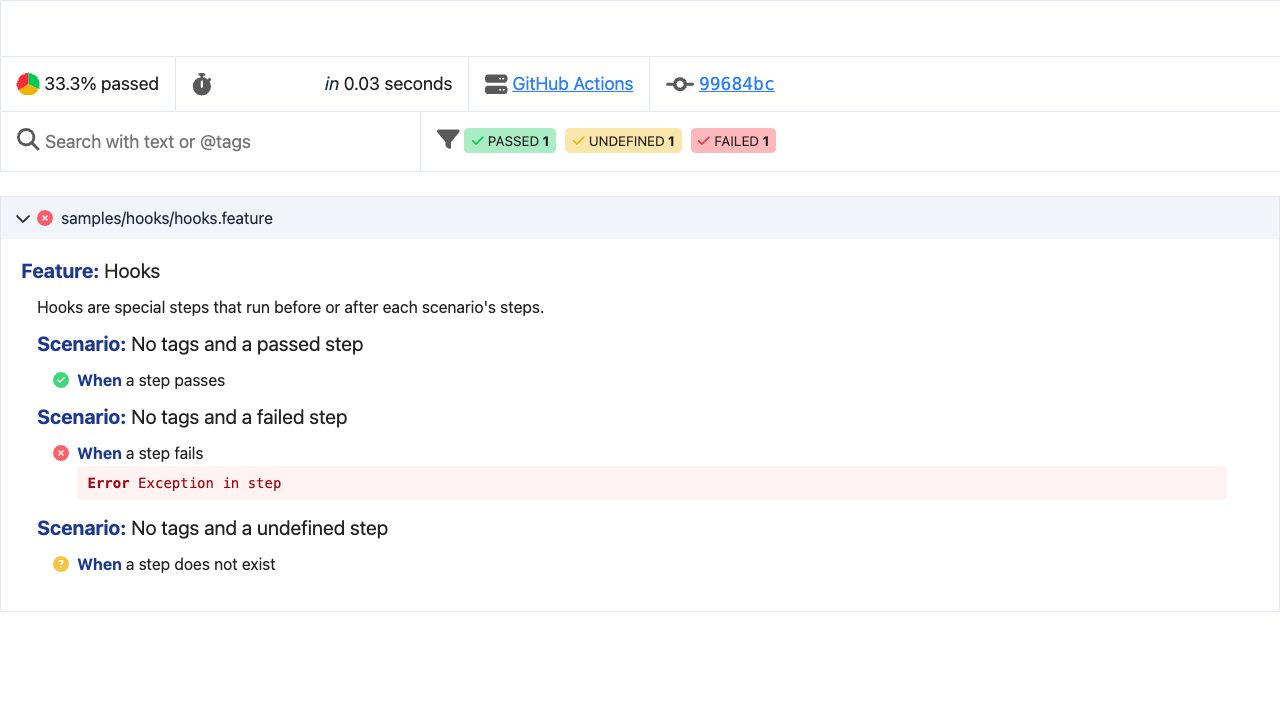 33.3% passed
in 0.03 seconds
GitHub Actions
99684bc
Search with text or @tags
PASSED 1
UNDEFINED 1
FAILED 1
samples/hooks/hooks.feature
Feature: Hooks
Hooks are special steps that run before or after each scenario's steps.
Scenario: No tags and a passed step
When a step passes
Scenario: No tags and a failed step
When a step fails
Error Exception in step
Scenario: No tags and a undefined step
? When a step does not exist